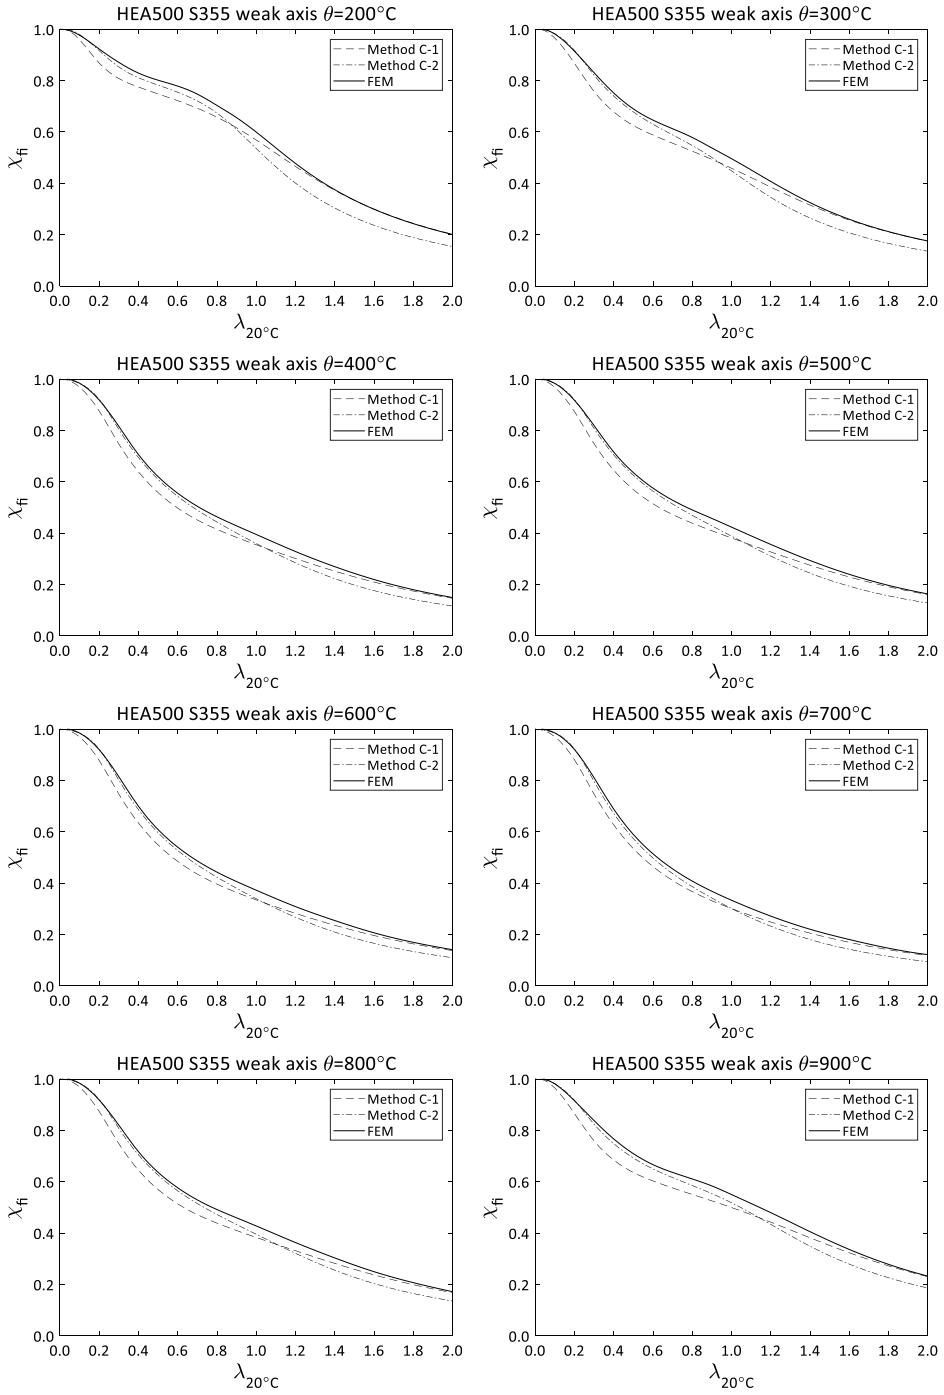 HEA500 S355 weak axis θ=200°C
1.0
0.8
0.6
0.4
0.2
0.0
χfi
Method C-1
Method C-2
FEM
0.0 0.2 0.4 0.6 0.8 1.0 1.2 1.4 1.6 1.8 2.0
λ20°C
HEA500 S355 weak axis θ=300°C
1.0
0.8
0.6
0.4
0.2
0.0
χfi
Method C-1
Method C-2
FEM
0.0 0.2 0.4 0.6 0.8 1.0 1.2 1.4 1.6 1.8 2.0
λ20°C
HEA500 S355 weak axis θ=400°C
1.0
0.8
0.6
0.4
0.2
0.0
χfi
Method C-1
Method C-2
FEM
0.0 0.2 0.4 0.6 0.8 1.0 1.2 1.4 1.6 1.8 2.0
λ20°C
HEA500 S355 weak axis θ=500°C
1.0
0.8
0.6
0.4
0.2
0.0
χfi
Method C-1
Method C-2
FEM
0.0 0.2 0.4 0.6 0.8 1.0 1.2 1.4 1.6 1.8 2.0
λ20°C
HEA500 S355 weak axis θ=600°C
1.0
0.8
0.6
0.4
0.2
0.0
χfi
Method C-1
Method C-2
FEM
0.0 0.2 0.4 0.6 0.8 1.0 1.2 1.4 1.6 1.8 2.0
λ20°C
HEA500 S355 weak axis θ=700°C
1.0
0.8
0.6
0.4
0.2
0.0
χfi
Method C-1
Method C-2
FEM
0.0 0.2 0.4 0.6 0.8 1.0 1.2 1.4 1.6 1.8 2.0
λ20°C
HEA500 S355 weak axis θ=800°C
1.0
0.8
0.6
0.4
0.2
0.0
χfi
Method C-1
Method C-2
FEM
0.0 0.2 0.4 0.6 0.8 1.0 1.2 1.4 1.6 1.8 2.0
λ20°C
HEA500 S355 weak axis θ=900°C
1.0
0.8
0.6
0.4
0.2
0.0
χfi
Method C-1
Method C-2
FEM
0.0 0.2 0.4 0.6 0.8 1.0 1.2 1.4 1.6 1.8 2.0
λ20°C